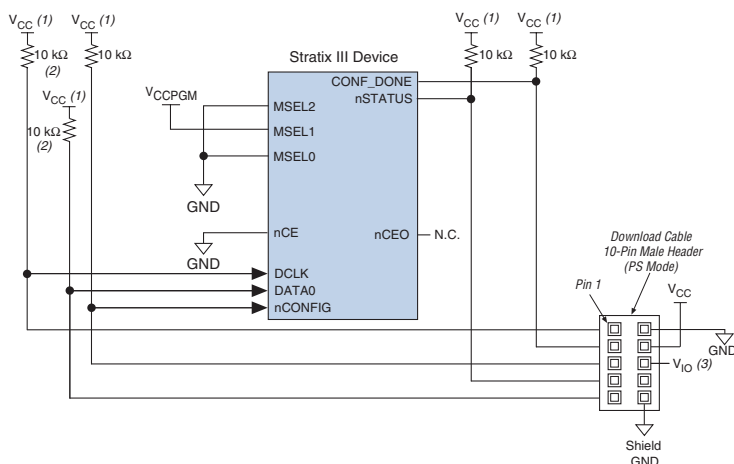 VCC (1)
VCC (1)
VCC (1)
VCC (1)
10 kΩ
(2)
10 kΩ
10 kΩ
10 kΩ
Stratix III Device
VCC (1)
10 kΩ
(2)
VCCPGM
MSEL2
MSEL1
MSEL0
GND
CONF_DONE
nSTATUS
nCE
GND
nCEO
N.C.
DCLK
DATA0
nCONFIG
Download Cable
10-Pin Male Header
(PS Mode)
Pin 1
VCC
GND
VIO (3)
Shield
GND